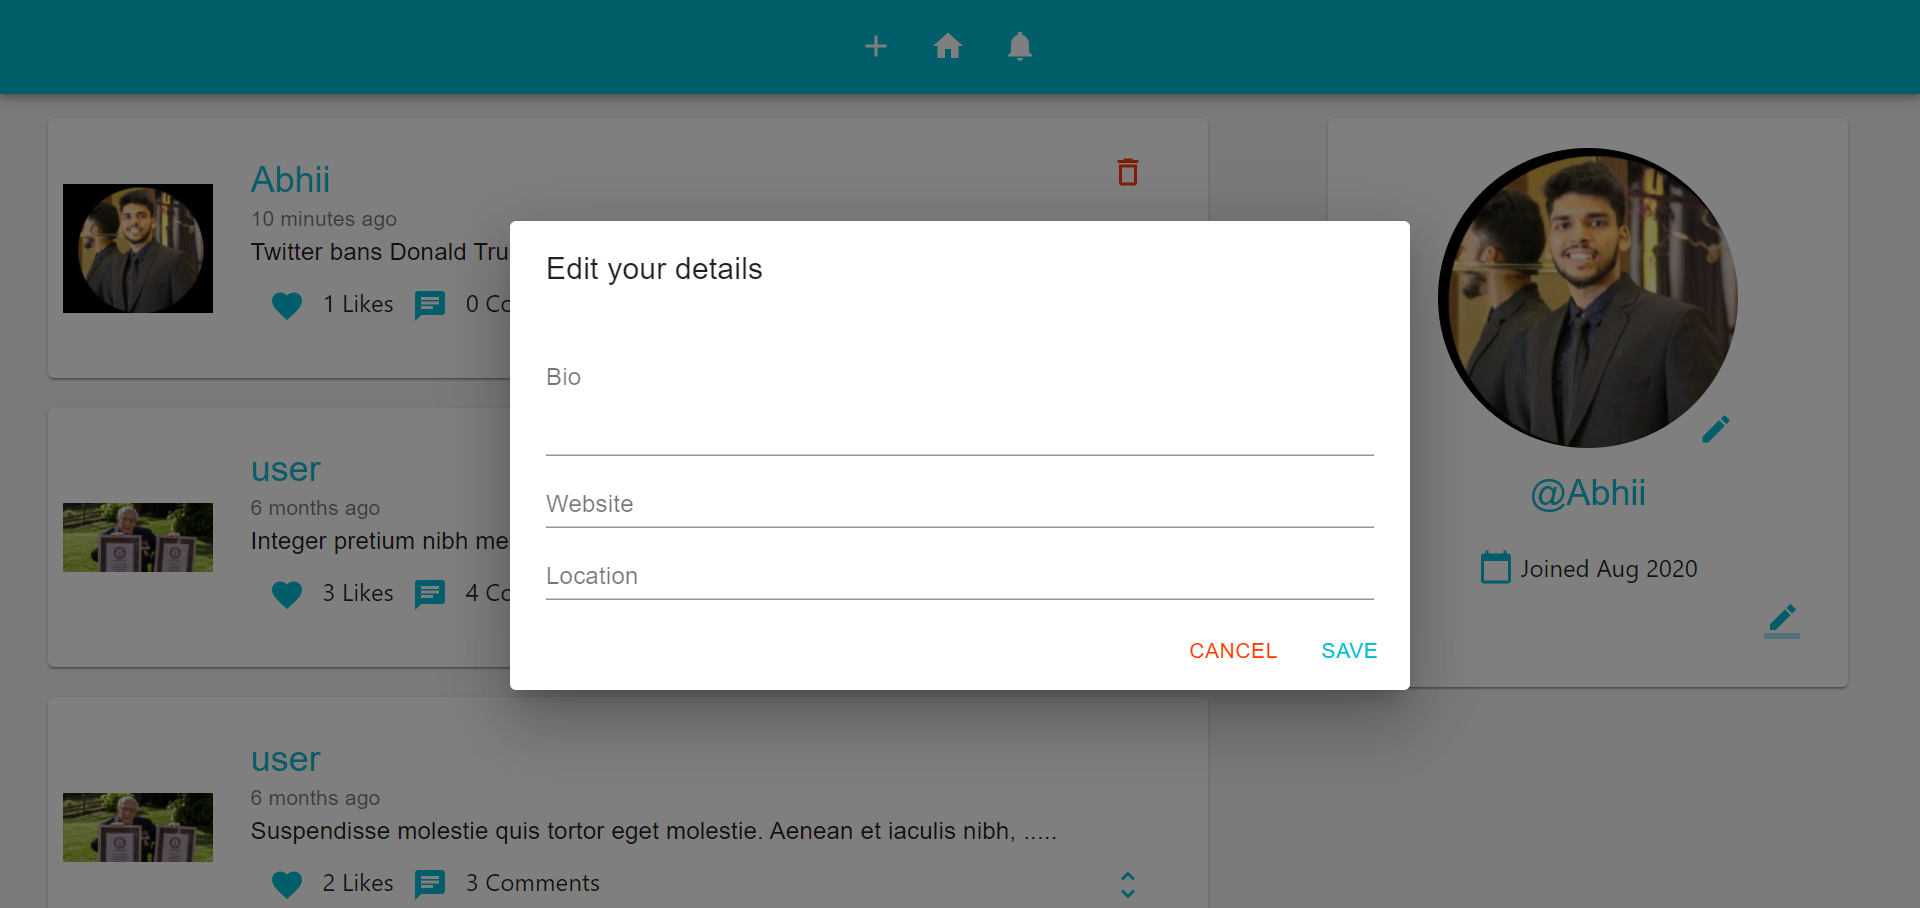 Abhii
10 minutes ago
Twitter bans Donald Tru
1 Likes 0 Co
user
6 months ago
Integer pretium nibh me
3 Likes 4 Co
user
6 months ago
Suspendisse molestie quis tortor eget molestie. Aenean et iaculis nibh, .....
2 Likes 3 Comments
Edit your details
Bio
Website
Location
CANCEL SAVE
@Abhii
Joined Aug 2020